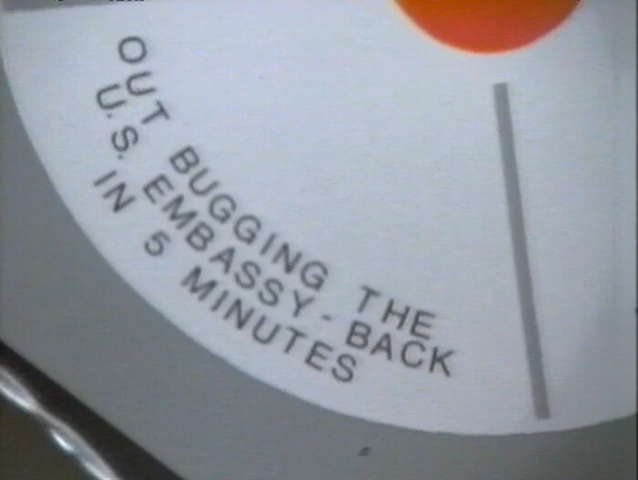 OUT BUGGING THE
U.S. EMBASSY - BACK
IN 5 MINUTES